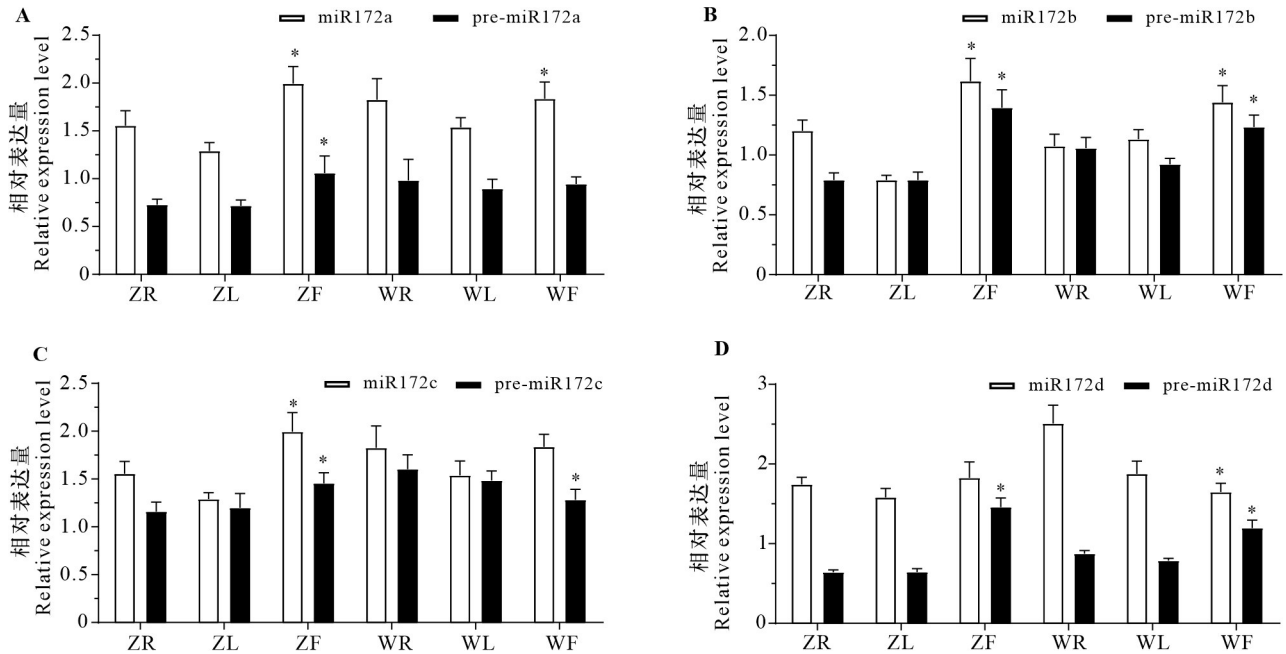 A
miR172a pre-miR172a
相对表达量
Relative expression level
2.5
2.0
1.5
1.0
0.5
0
* * *
ZR ZL ZF WR WL WF
B
miR172b pre-miR172b
相对表达量
Relative expression level
2.0
1.5
1.0
0.5
0
* * * *
ZR ZL ZF WR WL WF
C
miR172c pre-miR172c
相对表达量
Relative expression level
2.5
2.0
1.5
1.0
0.5
0
* * *
ZR ZL ZF WR WL WF
D
miR172d pre-miR172d
相对表达量
Relative expression level
3
2
1
0
* * *
ZR ZL ZF WR WL WF